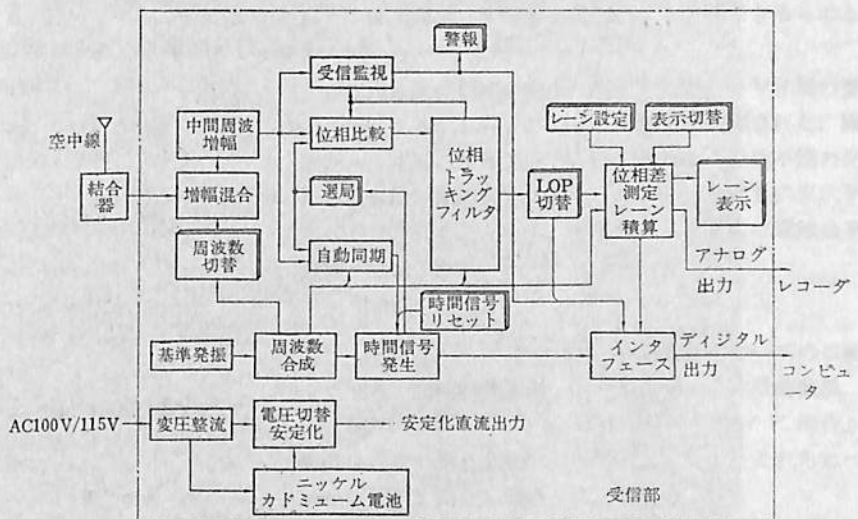 警報
受信監視
中間周波
増幅
位相比較
レーン設定
表示切替
空中線
位相
トラッ
キング
フィルタ
結合
器
増幅混合
選局
LOP
切替
位相差
測定
レーン
積算
レーン
表示
周波数
切替
自動同期
アナログ
出力
レコーダ
時間信号
リセット
基準発振
周波数
合成
時間信号
発生
インタ
フェース
ディジタル
出力
コンピュ
ータ
AC100V/115V
変圧整流
電圧切替
安定化
安定化直流出力
ニッケル
カドミューム電池
受信部